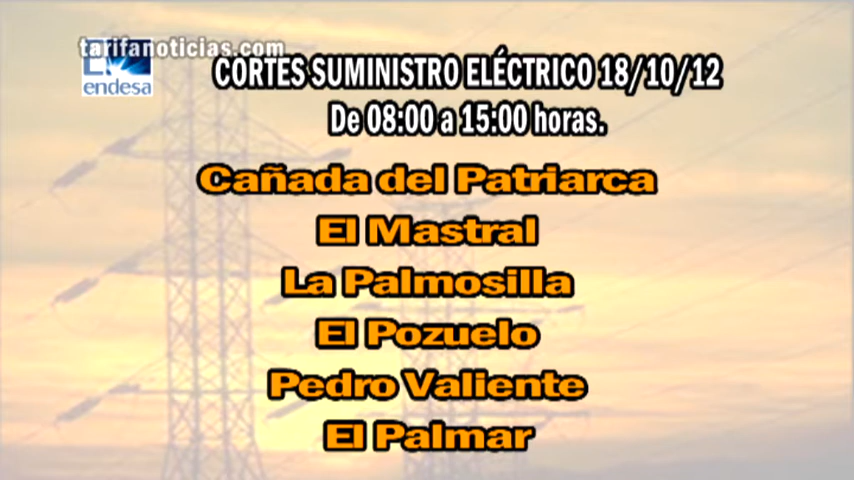 tarifanoticias.com
endesa
CORTES SUMINISTRO ELÉCTRICO 18/10/12
De 08:00 a 15:00 horas.
Cañada del Patriarca
El Mastral
La Palmosilla
El Pozuelo
Pedro Valiente
El Palmar